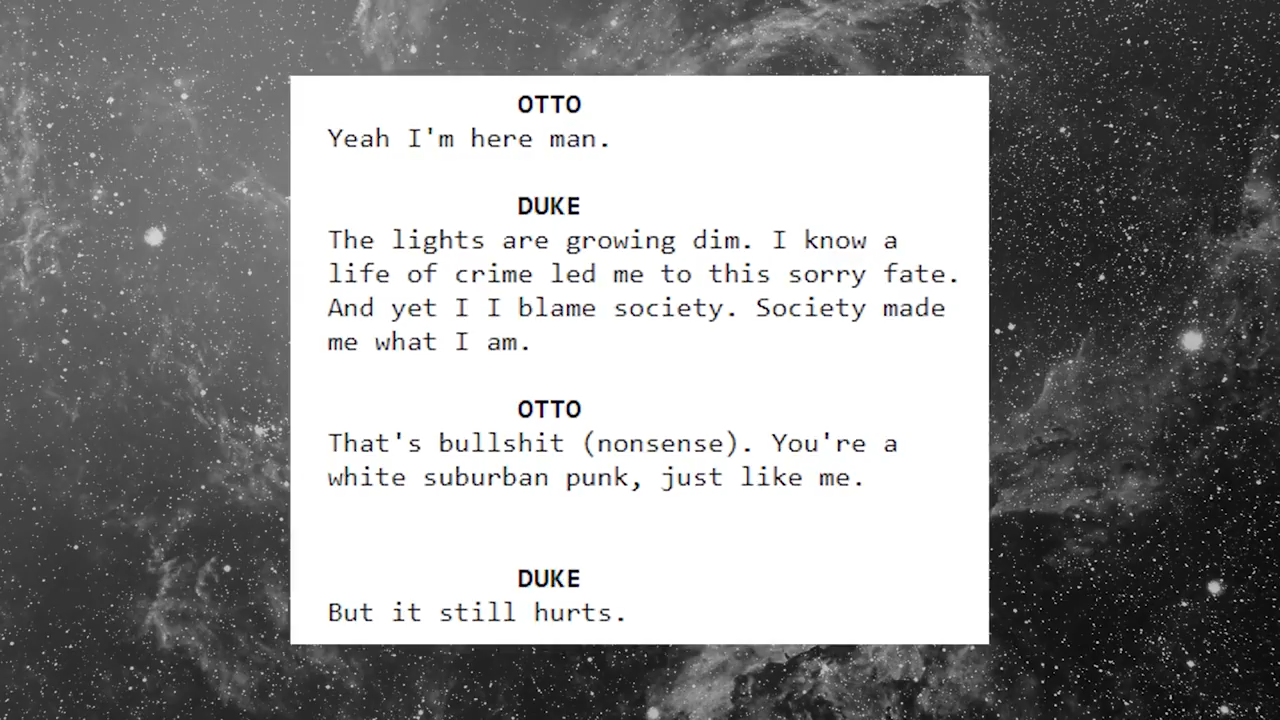 OTTO
Yeah I'm here man.
DUKE
The lights are growing dim. I know a
life of crime led me to this sorry fate.
And yet I I blame society. Society made
me what I am.
OTTO
That's bullshit (nonsense). You're a
white suburban punk, just like me.
DUKE
But it still hurts.